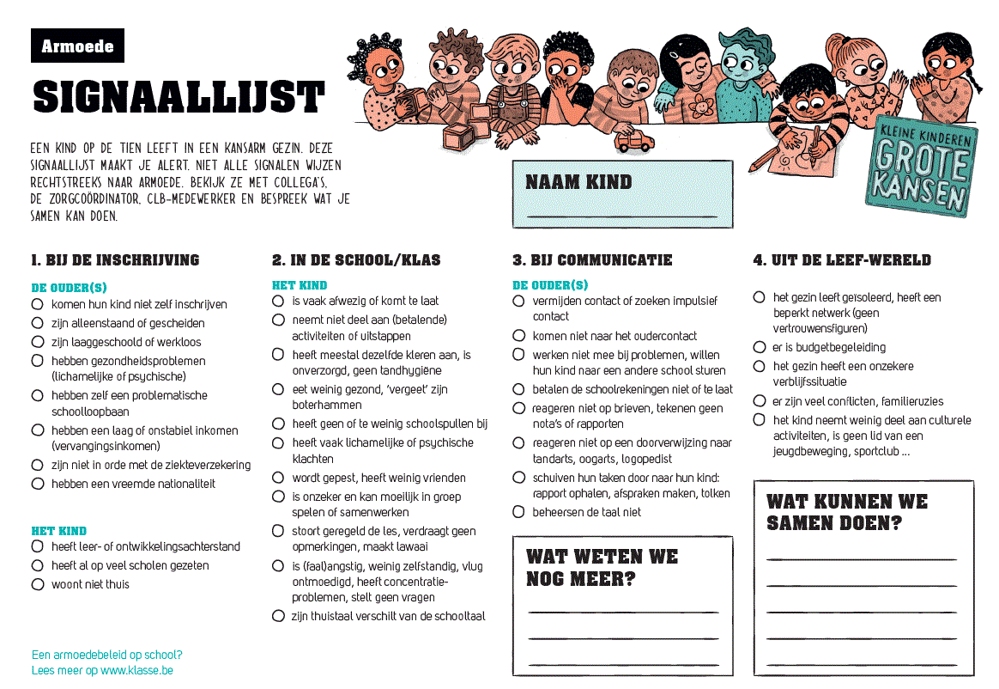 Armoede
SIGNAALLIJST
EEN KIND OP DE TIEN LEEFT IN EEN KANSARM GEZIN. DEZE
SIGNAALLIJST MAAKT JE ALERT. NIET ALLE SIGNALEN WIJZEN
RECHTSTREEKS NAAR ARMOEDE. BEKIJK ZE MET COLLEGA'S,
DE ZORGCOÖRDINATOR, CLB-MEDEWERKER EN BESPREEK WAT JE
SAMEN KAN DOEN.
NAAM KIND
KLEINE KINDEREN
GROTE
KANSEN
1. BIJ DE INSCHRIJVING
DE OUDER(S)
komen hun kind niet zelf inschrijven
zijn alleenstaand of gescheiden
zijn laaggeschoold of werkloos
hebben gezondheidsproblemen
(lichamelijke of psychische)
hebben zelf een problematische
schoolloopbaan
hebben een laag of onstabiel inkomen
(vervangingsinkomen)
zijn niet in orde met de ziekteverzekering
hebben een vreemde nationaliteit
HET KIND
heeft leer- of ontwikkelingsachterstand
heeft al op veel scholen gezeten
woont niet thuis
Een armoedebeleid op school?
Lees meer op www.klasse.be
2. IN DE SCHOOL/KLAS
HET KIND
is vaak afwezig of komt te laat
neemt niet deel aan (betalende)
activiteiten of uitstappen
heeft meestal dezelfde kleren aan, is
onverzorgd, geen tandhygiëne
eet weinig gezond, ‘vergeet’ zijn
boterhammen
heeft geen of te weinig schoolspullen bij
heeft vaak lichamelijke of psychische
klachten
wordt gepest, heeft weinig vrienden
is onzeker en kan moeilijk in groep
spelen of samenwerken
stoort geregeld de les, verdraagt geen
opmerkingen, maakt lawaai
is (faal)angstig, weinig zelfstandig, vlug
ontmoedigd, heeft concentratie-
problemen, stelt geen vragen
zijn thuistaal verschilt van de schooltaal
3. BIJ COMMUNICATIE
DE OUDER(S)
vermijden contact of zoeken impulsief
contact
komen niet naar het oudercontact
werken niet mee bij problemen, willen
hun kind naar een andere school sturen
betalen de schoolrekeningen niet of te laat
reageren niet op brieven, tekenen geen
nota's of rapporten
reageren niet op een doorverwijzing naar
tandarts, oogarts, logopedist
schuiven hun taken door naar hun kind:
rapport ophalen, afspraken maken, tolken
beheersen de taal niet
WAT WETEN WE
NOG MEER?
4. UIT DE LEEF-WERELD
het gezin leeft geïsoleerd, heeft een
beperkt netwerk (geen
vertrouwensfiguren)
er is budgetbegeleiding
het gezin heeft een onzekere
verblijfssituatie
er zijn veel conflicten, familieruzies
het kind neemt weinig deel aan culturele
activiteiten, is geen lid van een
jeugdbeweging, sportclub ...
WAT KUNNEN WE
SAMEN DOEN?